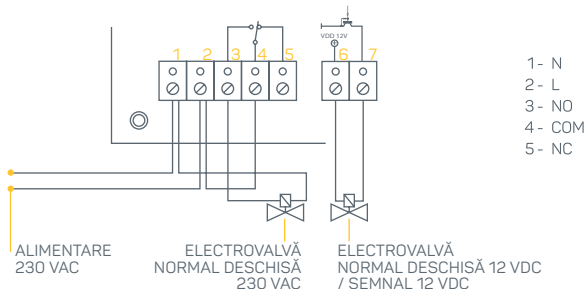 VDD 12V
1 2 3 4 5 6 7
1 - N
2 - L
3 - NO
4 - COM
5 - NC
ALIMENTARE
230 VAC
ELECTROVALVĂ
NORMAL DESCHISĂ
230 VAC
ELECTROVALVĂ
NORMAL DESCHISĂ 12 VDC
/ SEMNAL 12 VDC